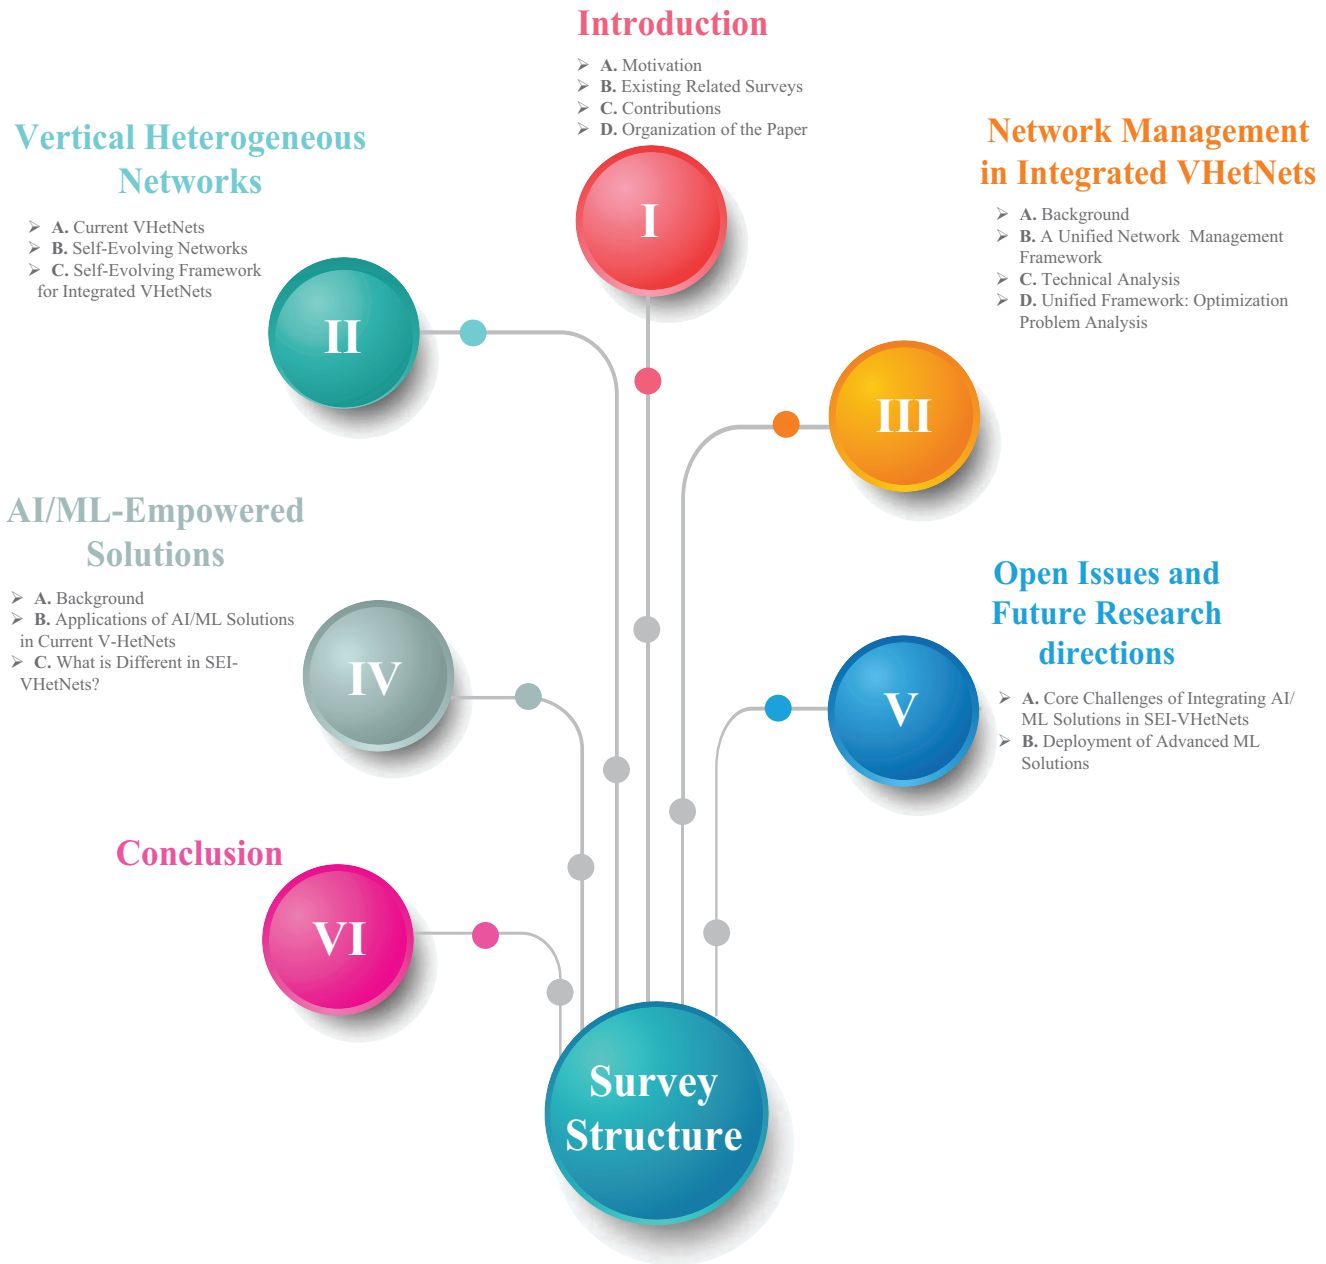 Introduction
➢ A. Motivation
➢ B. Existing Related Surveys
➢ C. Contributions
➢ D. Organization of the Paper
I
Vertical Heterogeneous
Networks
➢ A. Current VHetNets
➢ B. Self-Evolving Networks
➢ C. Self-Evolving Framework
for Integrated VHetNets
II
Network Management
in Integrated VHetNets
➢ A. Background
➢ B. A Unified Network Management
Framework
➢ C. Technical Analysis
➢ D. Unified Framework: Optimization
Problem Analysis
III
AI/ML-Empowered
Solutions
➢ A. Background
➢ B. Applications of AI/ML Solutions
in Current V-HetNets
➢ C. What is Different in SEI-
VHetNets?
IV
Open Issues and
Future Research
directions
➢ A. Core Challenges of Integrating AI/
ML Solutions in SEI-VHetNets
➢ B. Deployment of Advanced ML
Solutions
V
Conclusion
VI
Survey
Structure